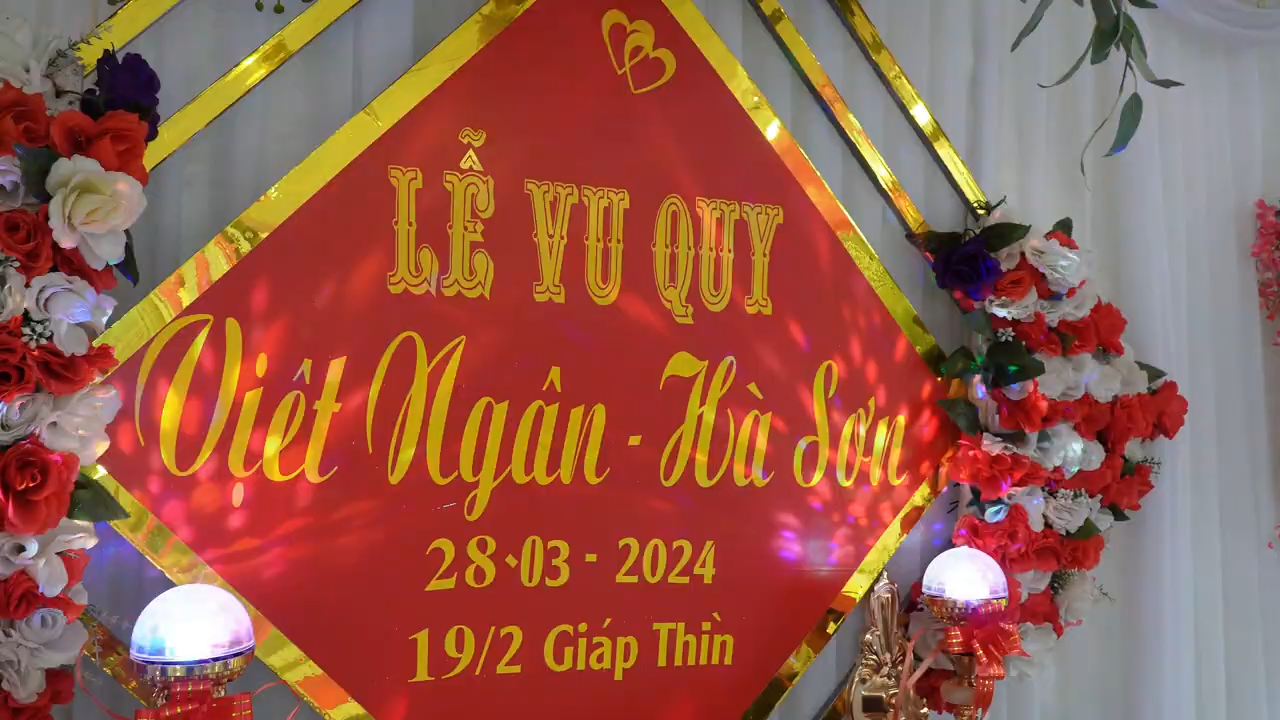 LỄ VU QUY
Việt Ngân - Hà Sơn
28·03 - 2024
19/2 Giáp Thìn